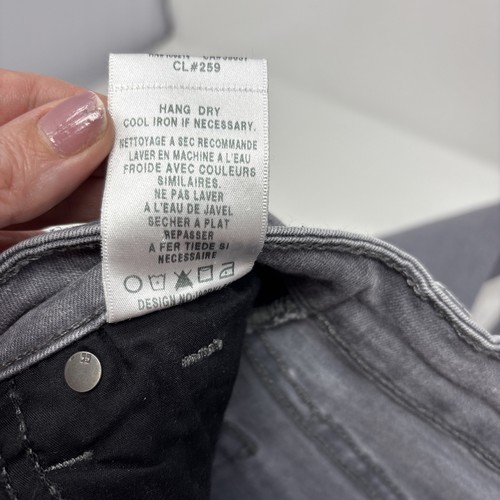 CL#259
HANG DRY
COOL IRON IF NECESSARY.
NETTOYAGE A SEC RECOMMANDE
LAVER EN MACHINE A L'EAU
FROIDE AVEC COULEURS
SIMILAIRES.
NE PAS LAVER
A L'EAU DE JAVEL
SECHER A PLAT
REPASSER
A FER TIEDE SI
NECESSAIRE
DESIGN